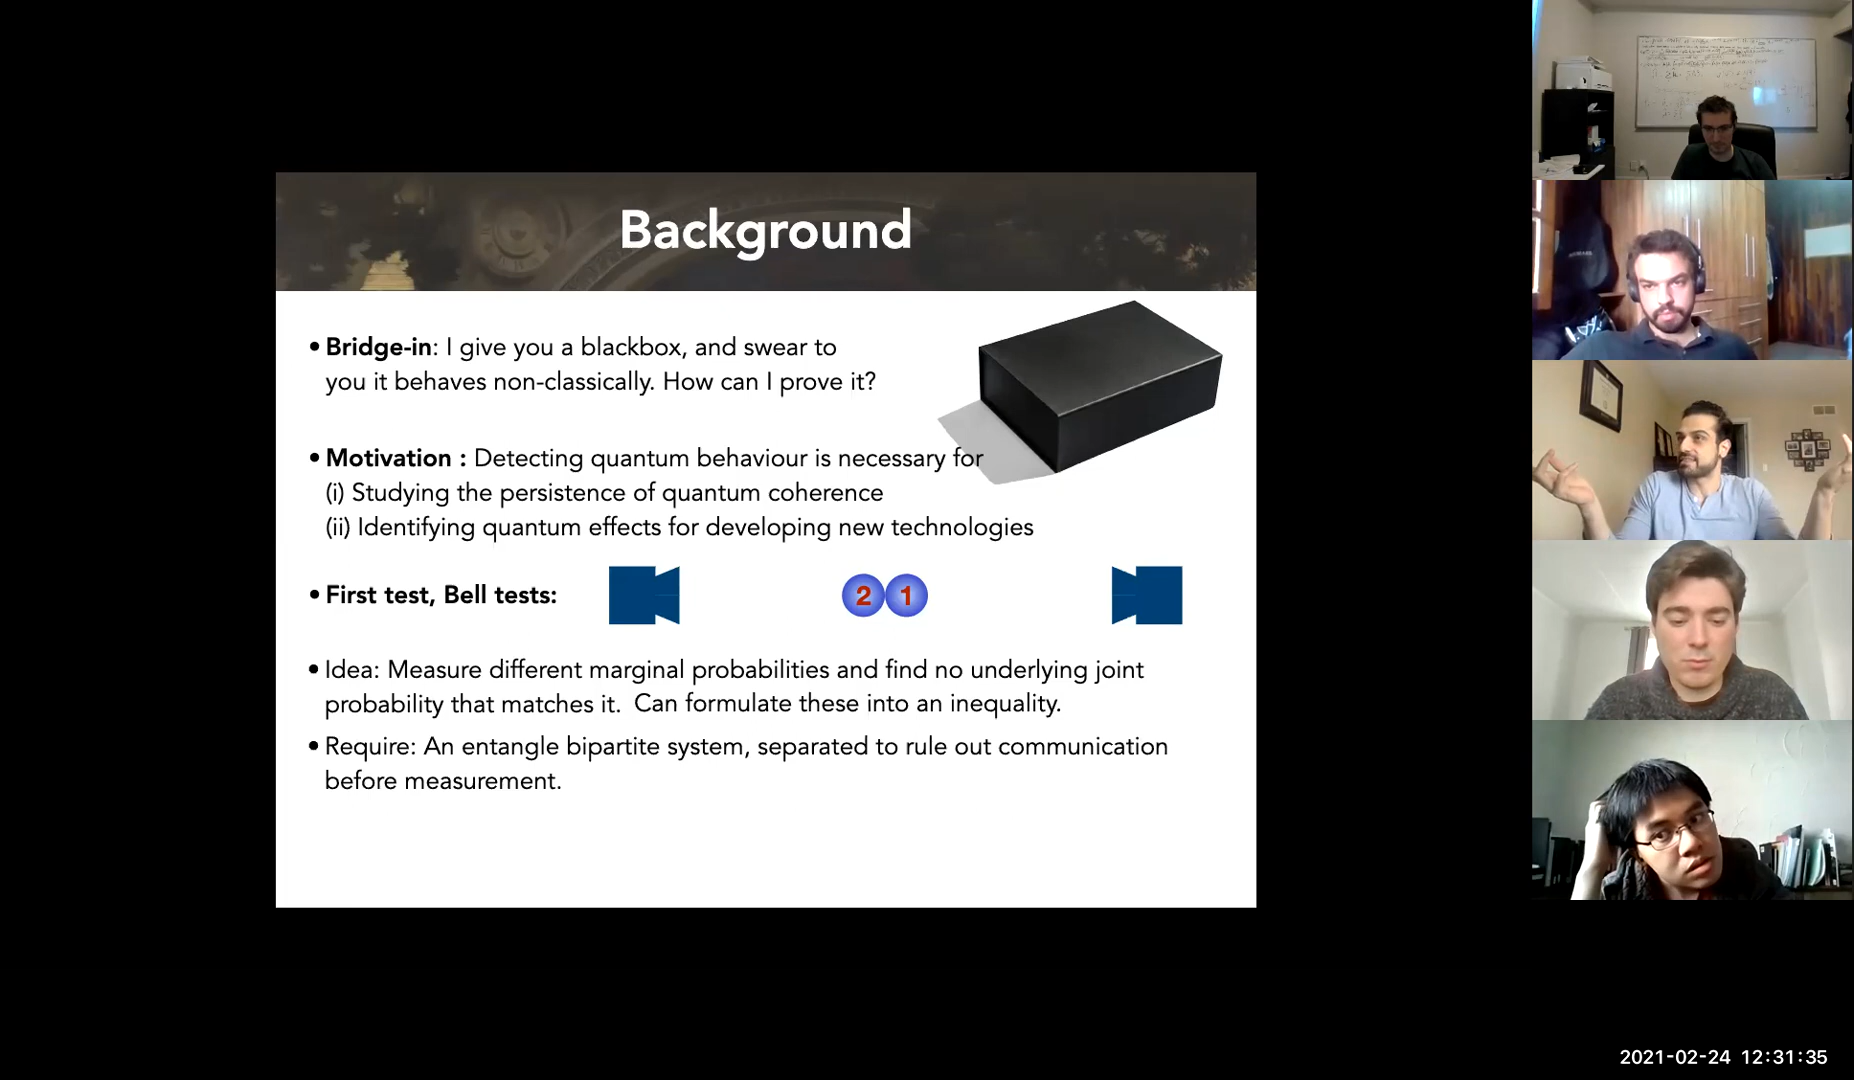 Background
• Bridge-in: I give you a blackbox, and swear to
you it behaves non-classically. How can I prove it?
• Motivation : Detecting quantum behaviour is necessary for
(i) Studying the persistence of quantum coherence
(ii) Identifying quantum effects for developing new technologies
• First test, Bell tests:
2 1
• Idea: Measure different marginal probabilities and find no underlying joint
probability that matches it. Can formulate these into an inequality.
• Require: An entangle bipartite system, separated to rule out communication
before measurement.
2021-02-24 12:31:35